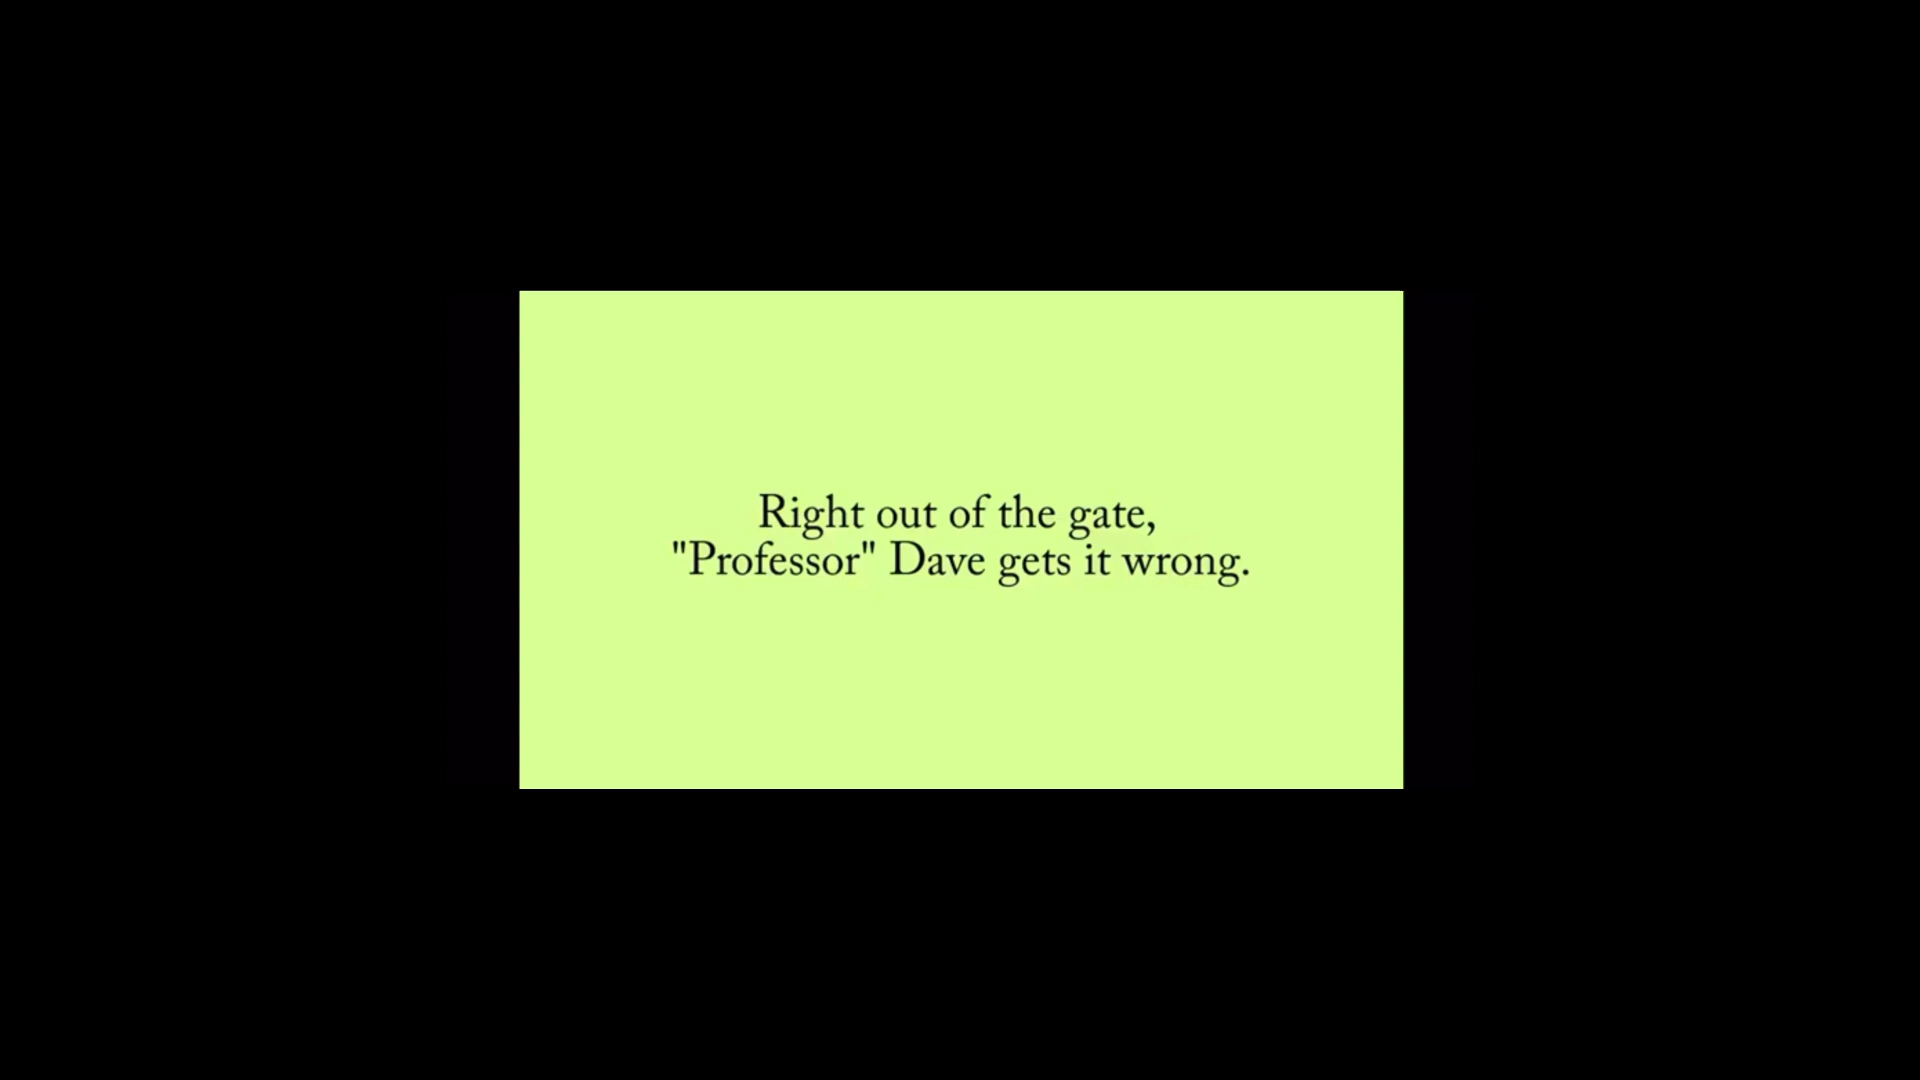 Right out of the gate,
"Professor" Dave gets it wrong.